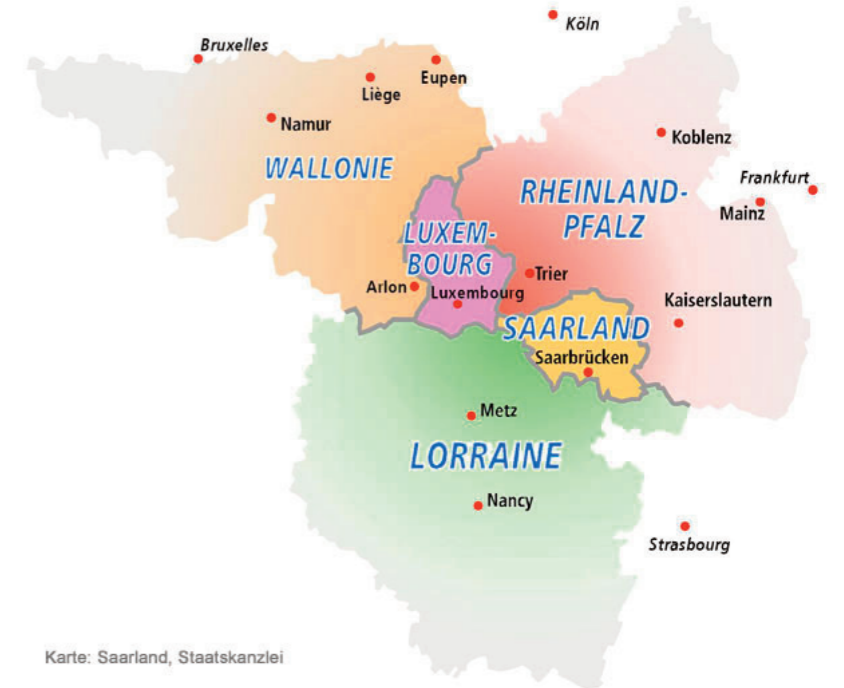 Köln
Bruxelles
Eupen
Liège
Namur
Koblenz
WALLONIE
Frankfurt
RHEINLAND-
PFALZ
Mainz
LUXEM-
BOURG
Trier
Arlon
Luxembourg
Kaiserslautern
SAARLAND
Saarbrücken
Metz
LORRAINE
Nancy
Strasbourg
Karte: Saarland, Staatskanzlei